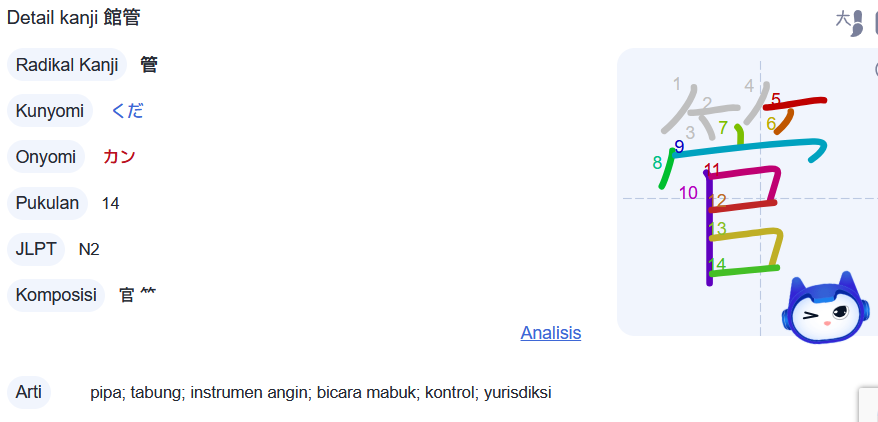 Detail kanji 館管
大
Radikal Kanji 管
Kunyomi くだ
Onyomi カン
Pukulan 14
JLPT N2
Komposisi 官 ⺮
Analisis
Arti pipa; tabung; instrumen angin; bicara mabuk; kontrol; yurisdiksi
管
1
2
3
4
5
6
7
8
9
10
11
12
13
14